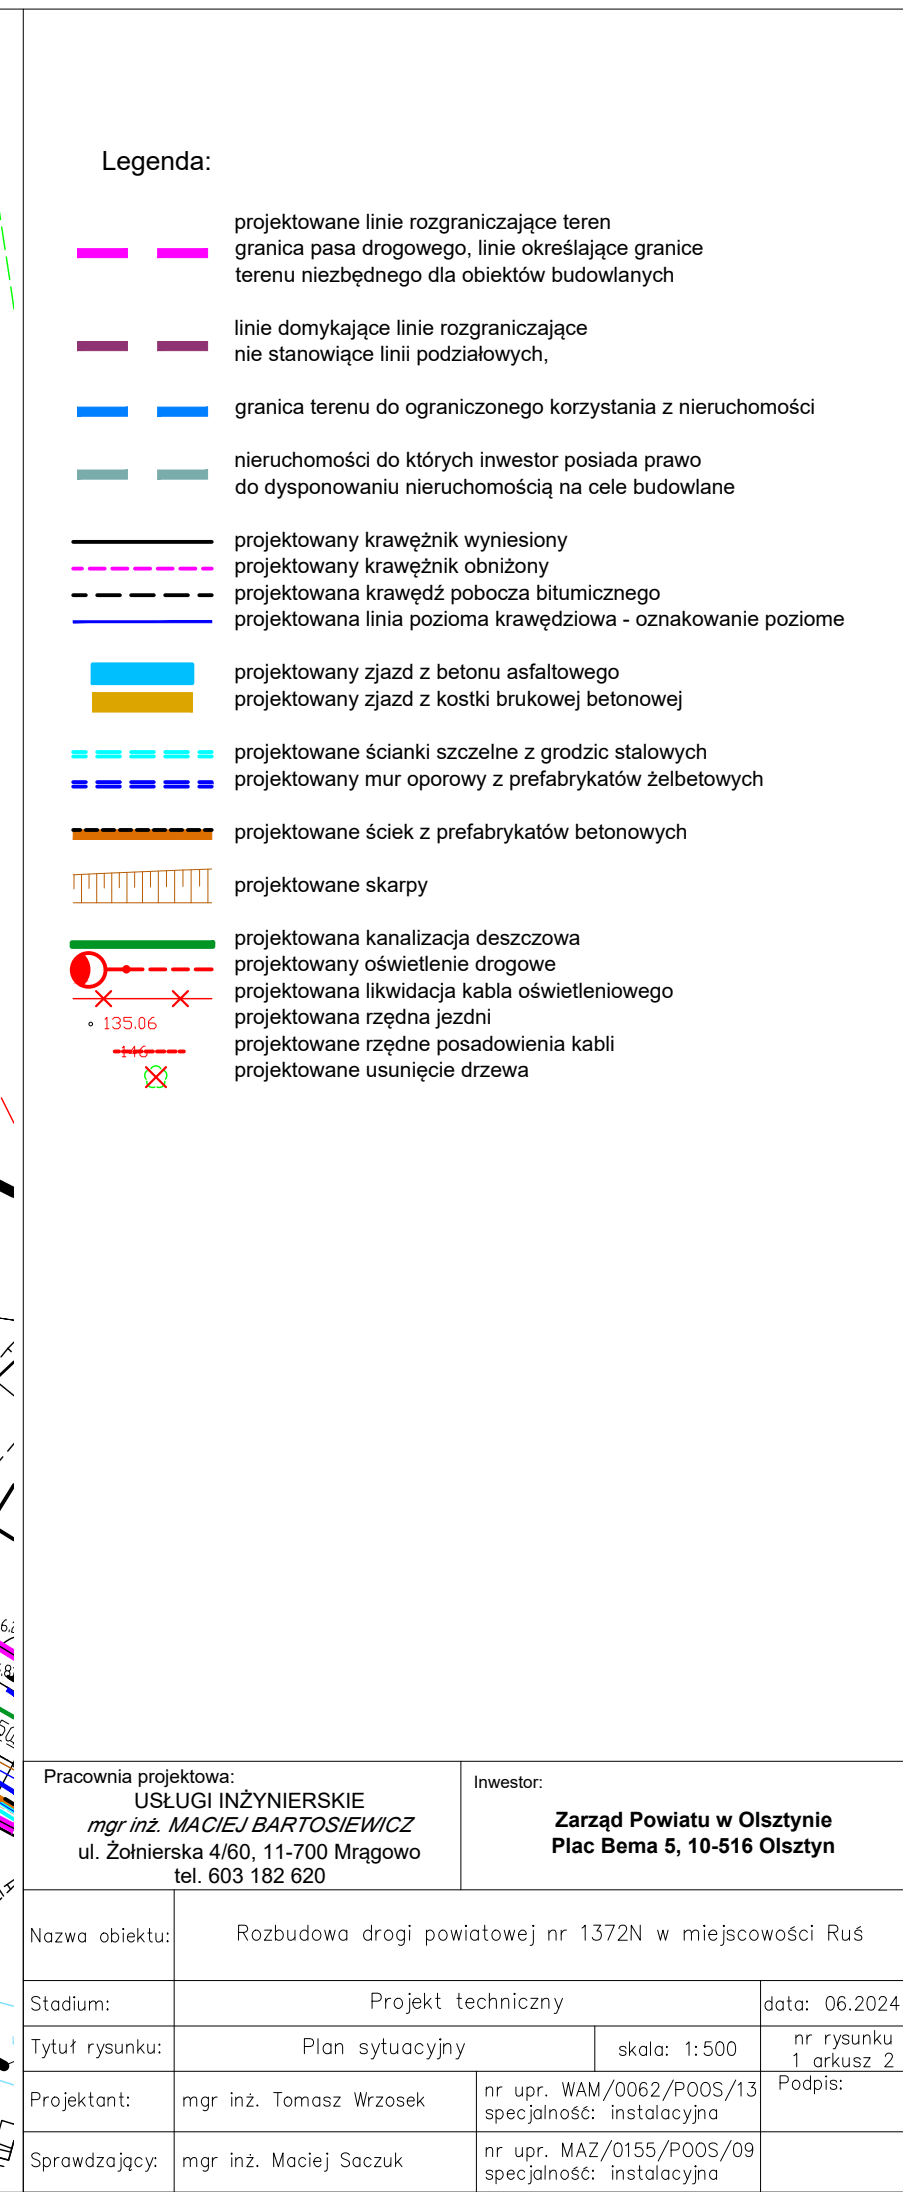 Legenda:
projektowane linie rozgraniczające teren
granica pasa drogowego, linie określające granice
terenu niezbędnego dla obiektów budowlanych
linie domykające linie rozgraniczające
nie stanowiące linii podziałowych,
granica terenu do ograniczonego korzystania z nieruchomości
nieruchomości do których inwestor posiada prawo
do dysponowaniu nieruchomością na cele budowlane
projektowany krawężnik wyniesiony
projektowany krawężnik obniżony
projektowana krawędź pobocza bitumicznego
projektowana linia pozioma krawędziowa - oznakowanie poziome
projektowany zjazd z betonu asfaltowego
projektowany zjazd z kostki brukowej betonowej
projektowane ścianki szczelne z grodzic stalowych
projektowany mur oporowy z prefabrykatów żelbetowych
projektowane ściek z prefabrykatów betonowych
projektowane skarpy
projektowana kanalizacja deszczowa
projektowany oświetlenie drogowe
projektowana likwidacja kabla oświetleniowego
135.06 projektowana rzędna jezdni
146 projektowane rzędne posadowienia kabli
projektowane usunięcie drzewa
Pracownia projektowa:
USŁUGI INŻYNIERSKIE
mgr inż. MACIEJ BARTOSIEWICZ
ul. Żołnierska 4/60, 11-700 Mrągowo
tel. 603 182 620
Inwestor:
Zarząd Powiatu w Olsztynie
Plac Bema 5, 10-516 Olsztyn
Nazwa obiektu: Rozbudowa drogi powiatowej nr 1372N w miejscowości Ruś
Stadium: Projekt techniczny data: 06.2024
Tytuł rysunku: Plan sytuacyjny skala: 1:500 nr rysunku
1 arkusz 2
Projektant: mgr inż. Tomasz Wrzosek nr upr. WAM/0062/POOS/13
specjalność: instalacyjna
Podpis:
Sprawdzający: mgr inż. Maciej Saczuk nr upr. MAZ/0155/POOS/09
specjalność: instalacyjna